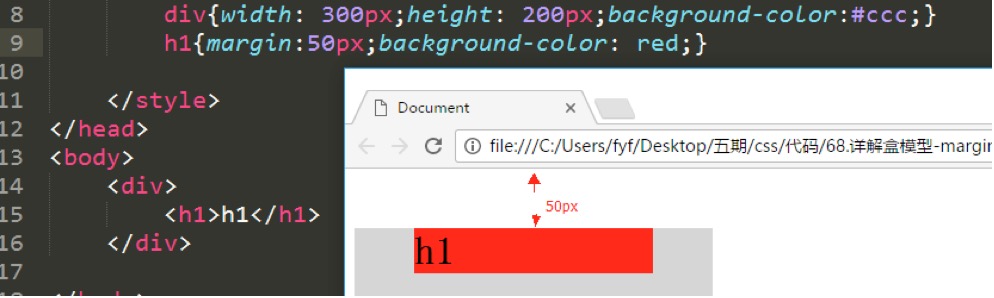 8 div{width: 300px;height: 200px;background-color:#ccc;}
9 h1{margin:50px;background-color: red;}
10
11 </style>
12 </head>
13 <body>
14 <div>
15 <h1>h1</h1>
16 </div>
17
Document
file:///C:/Users/fyf/Desktop/五期/css/代码/68.详解盒模型-margin
50px
h1